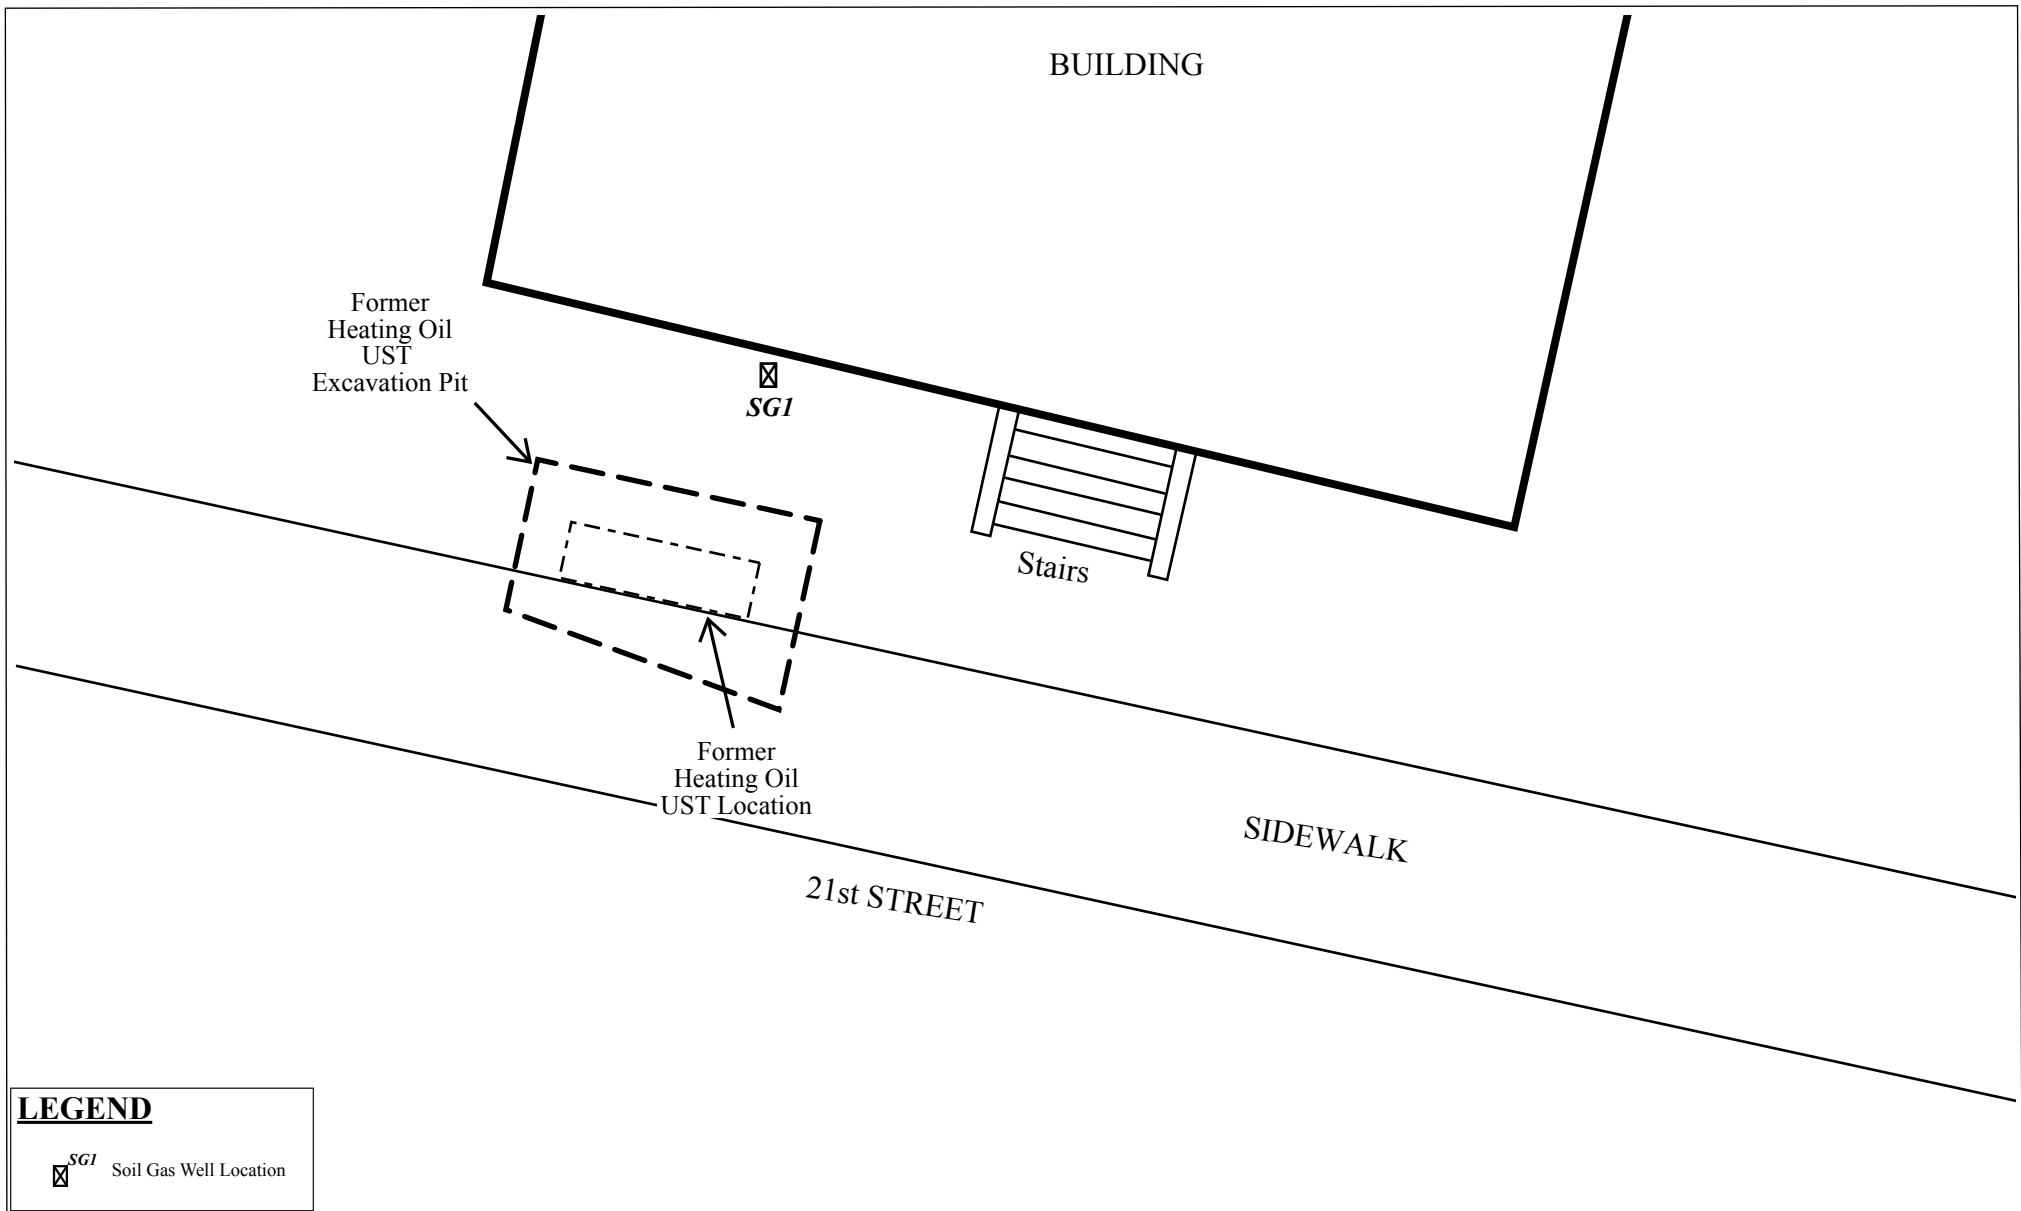 BUILDING
Former
Heating Oil
UST
Excavation Pit
SG1
Stairs
Former
Heating Oil
UST Location
SIDEWALK
21st STREET
LEGEND
SG1
Soil Gas Well Location